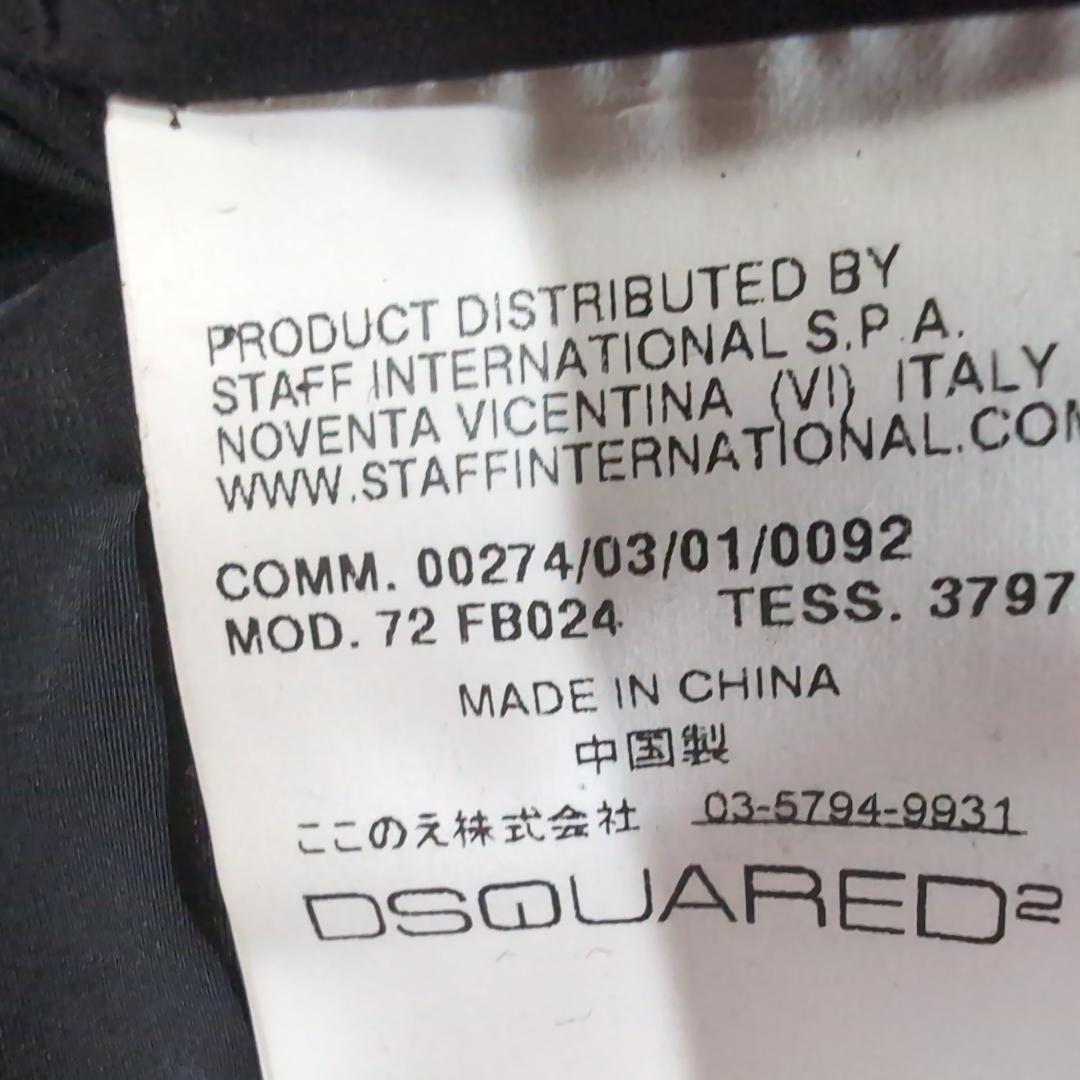 PRODUCT DISTRIBUTED BY
STAFF INTERNATIONAL S.P.A.
NOVENTA VICENTINA (VI) ITALY
WWW.STAFFINTERNATIONAL.COM
COMM. 00274/03/01/0092
MOD. 72 FB024 TESS. 3797
MADE IN CHINA
中国製
ここのえ株式会社 03-5794-9931
DSQUARED2